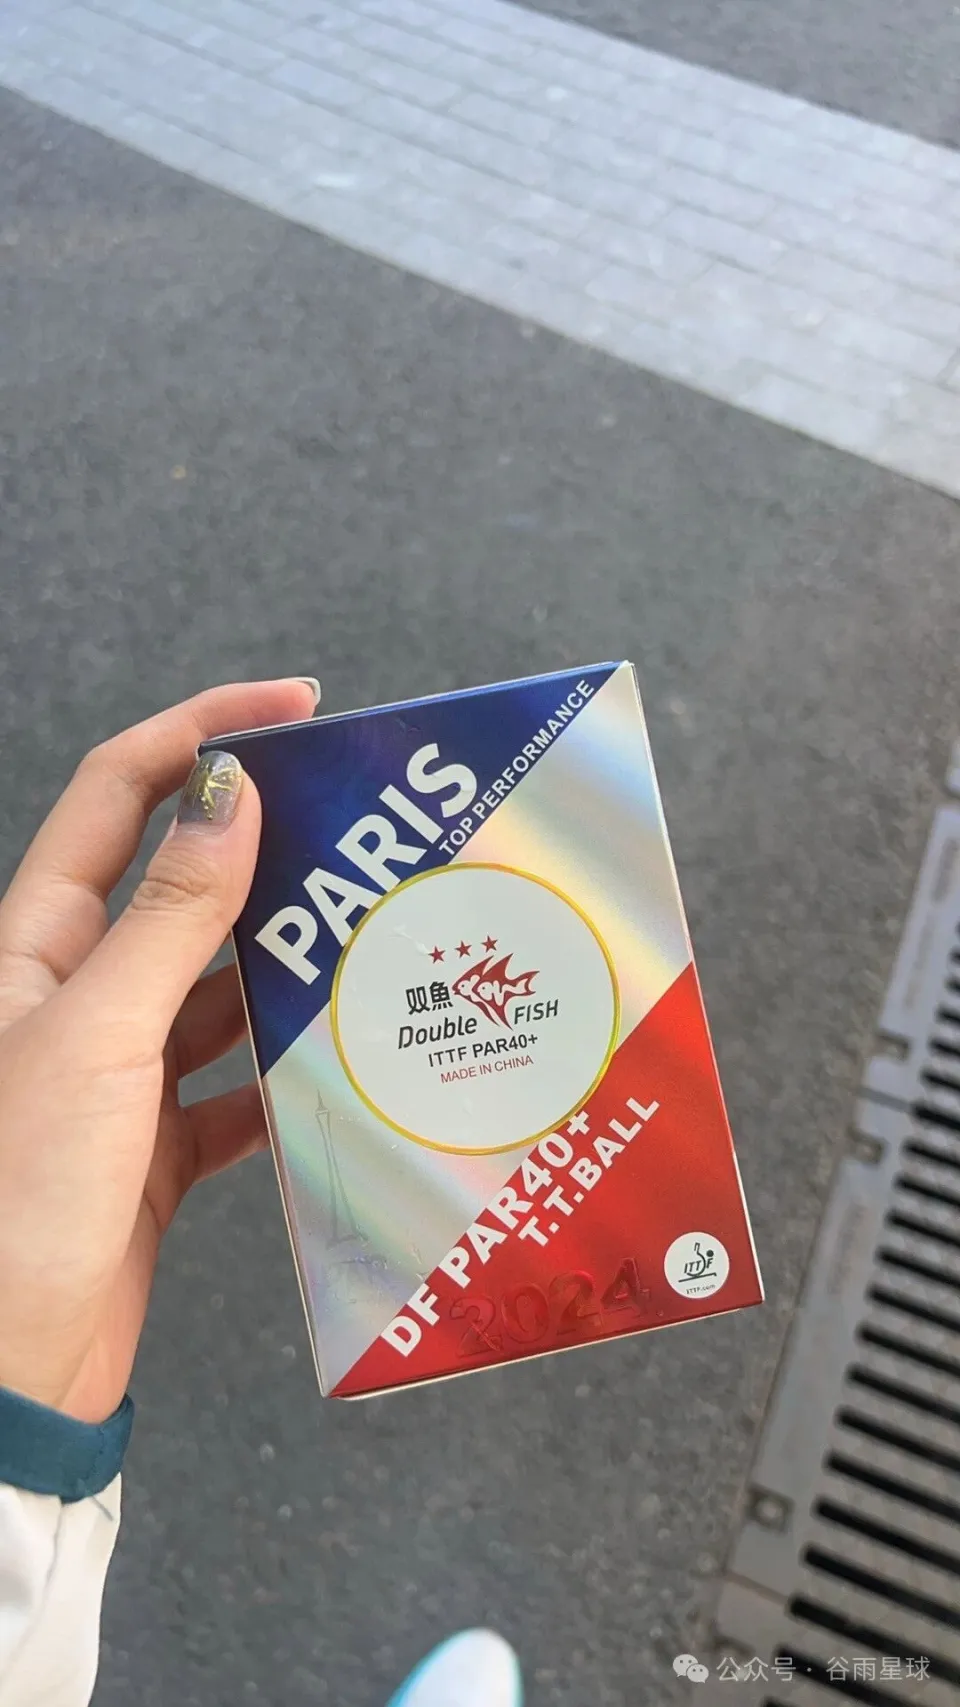 PARIS
TOP PERFORMANCE
双魚
Double FISH
ITTF PAR40+
MADE IN CHINA
DF PAR40+
T.T.BALL
2024
ITTF
ITTF.com
公众号 · 谷雨星球